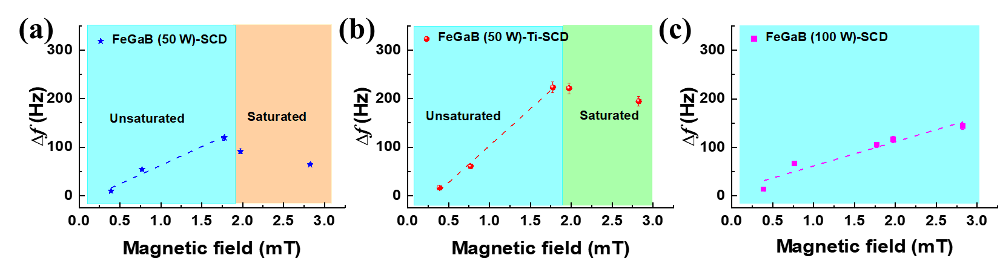 (a)
FeGaB (50 W)-SCD
300
200
100
0
Δf (Hz)
Unsaturated
Saturated
0.0 0.5 1.0 1.5 2.0 2.5 3.0
Magnetic field (mT)
(b)
FeGaB (50 W)-Ti-SCD
300
200
100
0
Δf (Hz)
Unsaturated
Saturated
0.0 0.5 1.0 1.5 2.0 2.5 3.0
Magnetic field (mT)
(c)
FeGaB (100 W)-SCD
300
200
100
0
Δf (Hz)
0.0 0.5 1.0 1.5 2.0 2.5 3.0
Magnetic field (mT)